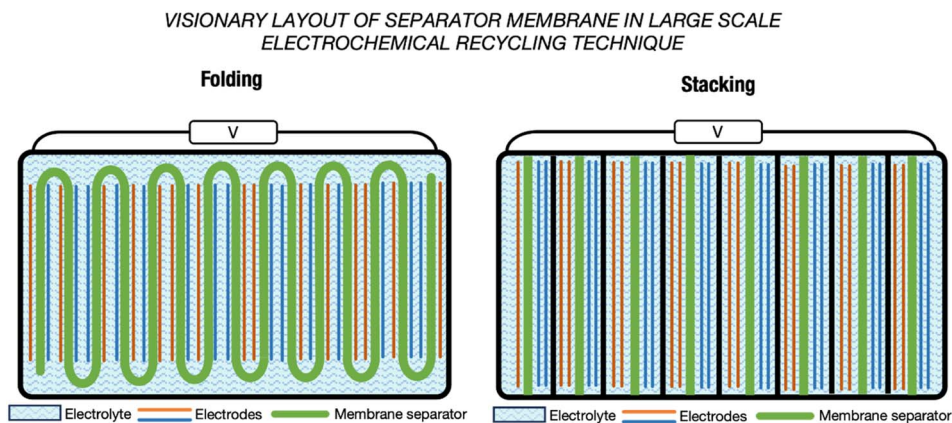 VISIONARY LAYOUT OF SEPARATOR MEMBRANE IN LARGE SCALE
ELECTROCHEMICAL RECYCLING TECHNIQUE
Folding
V
Electrolyte Electrodes Membrane separator
Stacking
V
Electrolyte Electrodes Membrane separator